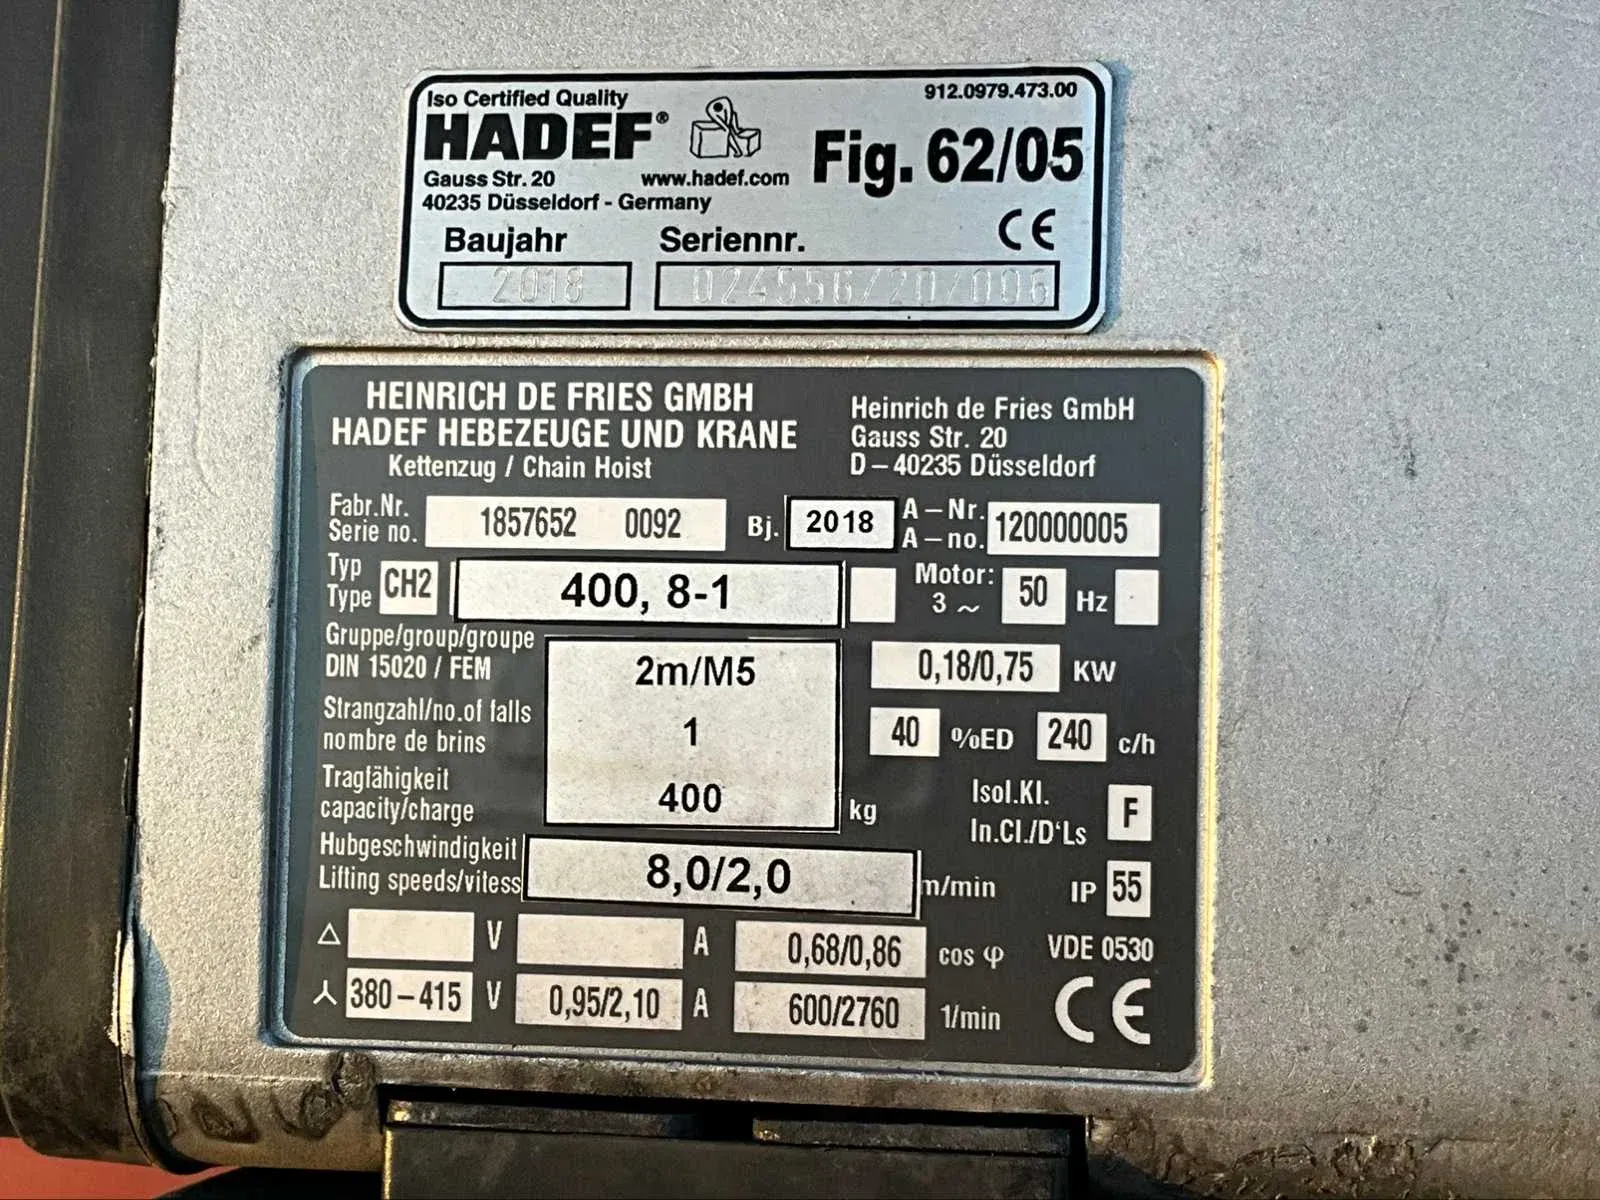 Iso Certified Quality
912.0979.473.00
HADEF®
Fig. 62/05
Gauss Str. 20
www.hadef.com
40235 Düsseldorf - Germany
Baujahr
Seriennr.
CE
2018
024556/20/006
HEINRICH DE FRIES GMBH
HADEF HEBEZEUGE UND KRANE
Kettenzug / Chain Hoist
Heinrich de Fries GmbH
Gauss Str. 20
D-40235 Düsseldorf
Fabr.Nr.
Serie no.
1857652 0092
Bj. 2018
A-Nr.
A-no.
120000005
Typ
Type
CH2
400, 8-1
Motor:
3 ~
50 Hz
Gruppe/group/groupe
DIN 15020 / FEM
2m/M5
0,18/0,75 KW
Strangzahl/no.of falls
nombre de brins
1
40 %ED 240 c/h
Tragfähigkeit
capacity/charge
400 kg
Isol.Kl.
In.Cl./D'Ls
F
Hubgeschwindigkeit
Lifting speeds/vitess
8,0/2,0 m/min
IP 55
△ V A 0,68/0,86 cos φ
VDE 0530
⅄ 380-415 V 0,95/2,10 A 600/2760 1/min
CE